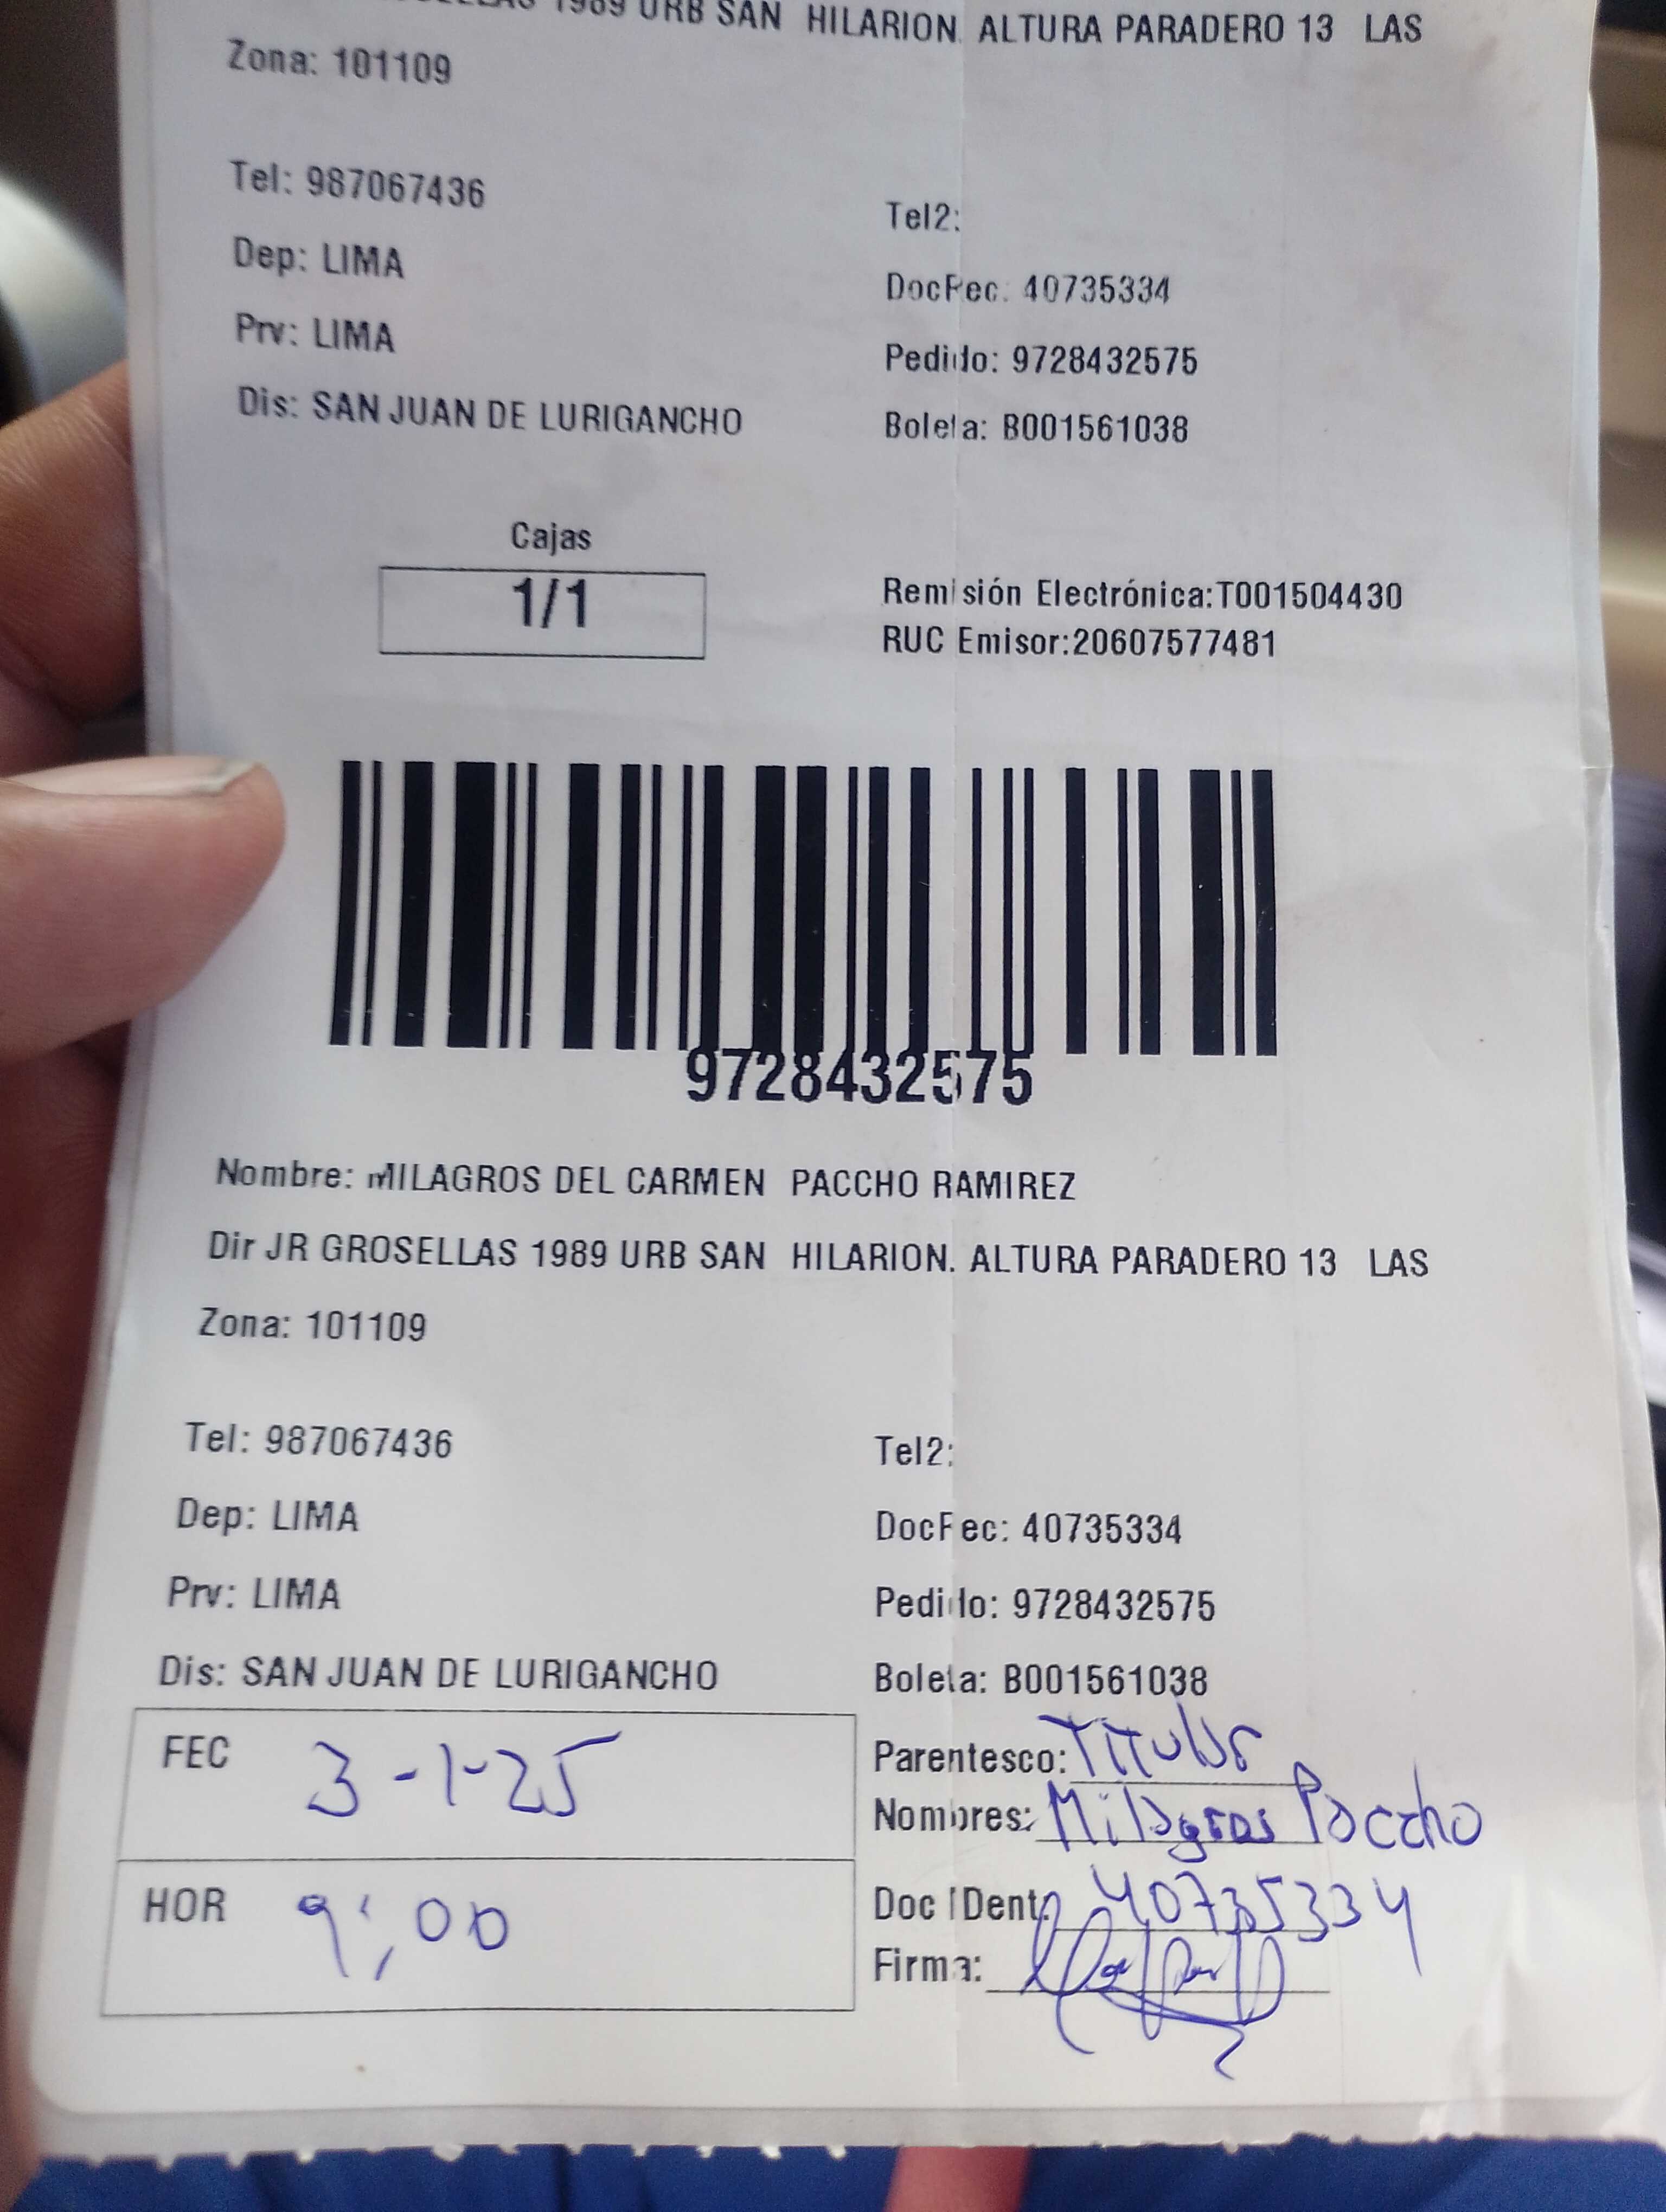 1989 URB SAN HILARION. ALTURA PARADERO 13 LAS
Zona: 101109
Tel: 987067436
Tel2:
Dep: LIMA
DocRec: 40735334
Prv: LIMA
Pedido: 9728432575
Dis: SAN JUAN DE LURIGANCHO
Boleta: B001561038
Cajas
1/1
Remisión Electrónica:T001504430
RUC Emisor:20607577481
9728432575
Nombre: MILAGROS DEL CARMEN PACCHO RAMIREZ
Dir JR GROSELLAS 1989 URB SAN HILARION. ALTURA PARADERO 13 LAS
Zona: 101109
Tel: 987067436
Tel2:
Dep: LIMA
DocRec: 40735334
Prv: LIMA
Pedido: 9728432575
Dis: SAN JUAN DE LURIGANCHO
Boleta: B001561038
FEC 3-1-25
Parentesco: Titular
Nombres: Milagros Paccho
HOR 9:00
Doc IDent: 40735334
Firma: